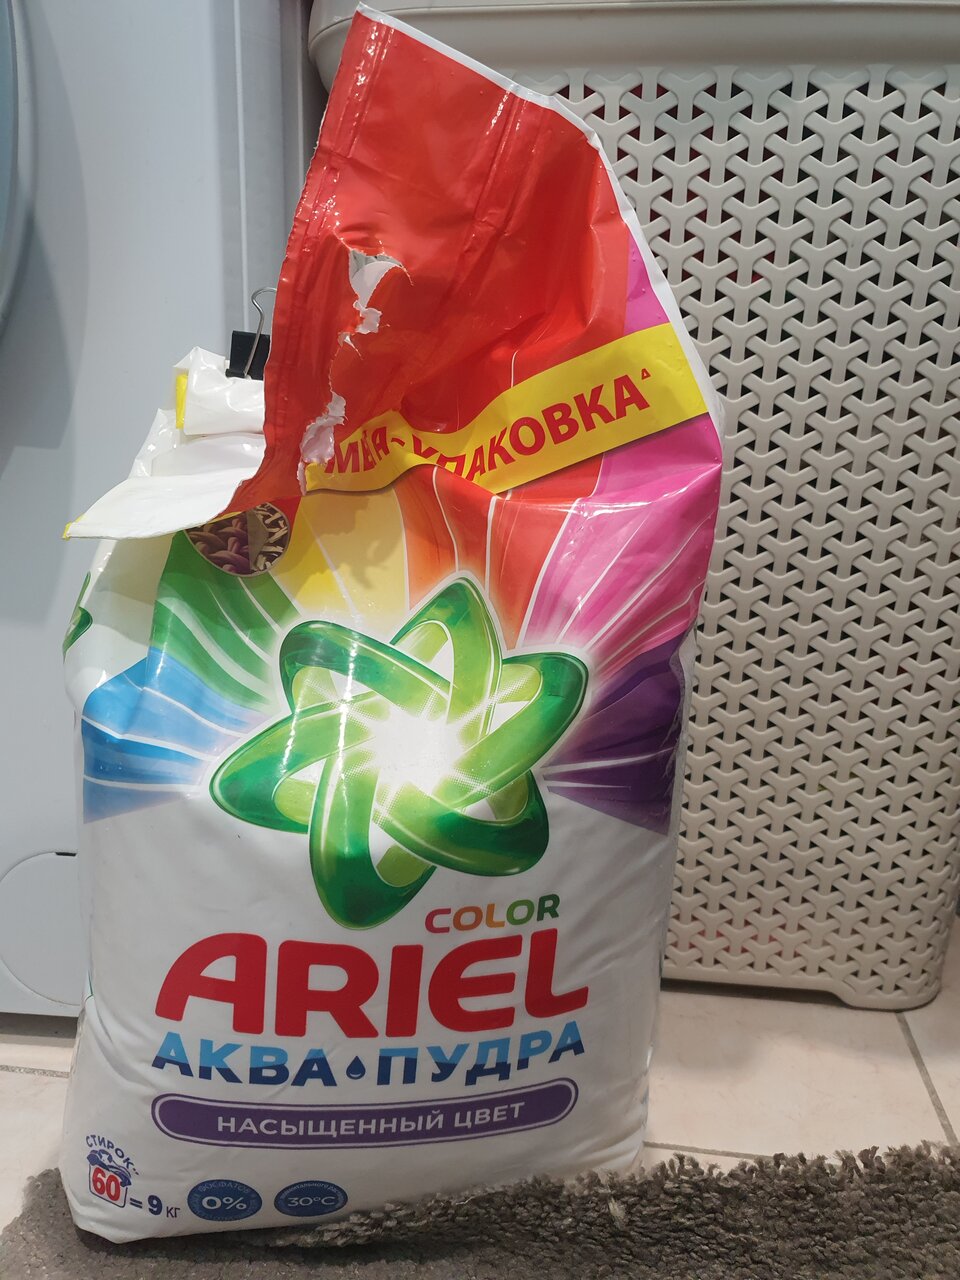 УПАКОВКА
COLOR
ARIEL
АКВА ПУДРА
НАСЫЩЕННЫЙ ЦВЕТ
СТИРОК
60 = 9 КГ
0%
30°C